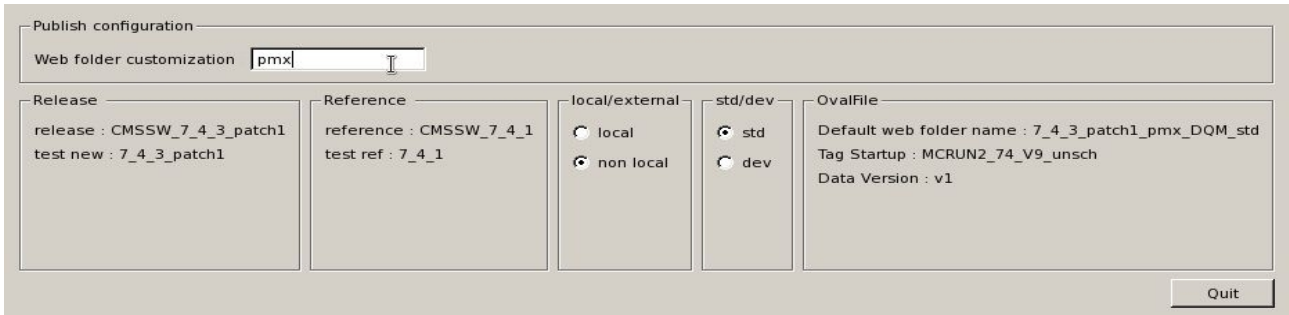 Publish configuration
Web folder customization pmx
Release
release : CMSSW_7_4_3_patch1
test new : 7_4_3_patch1
Reference
reference : CMSSW_7_4_1
test ref : 7_4_1
local/external
local
non local
std/dev
std
dev
OvalFile
Default web folder name : 7_4_3_patch1_pmx_DQM_std
Tag Startup : MCRUN2_74_V9_unsch
Data Version : v1
Quit